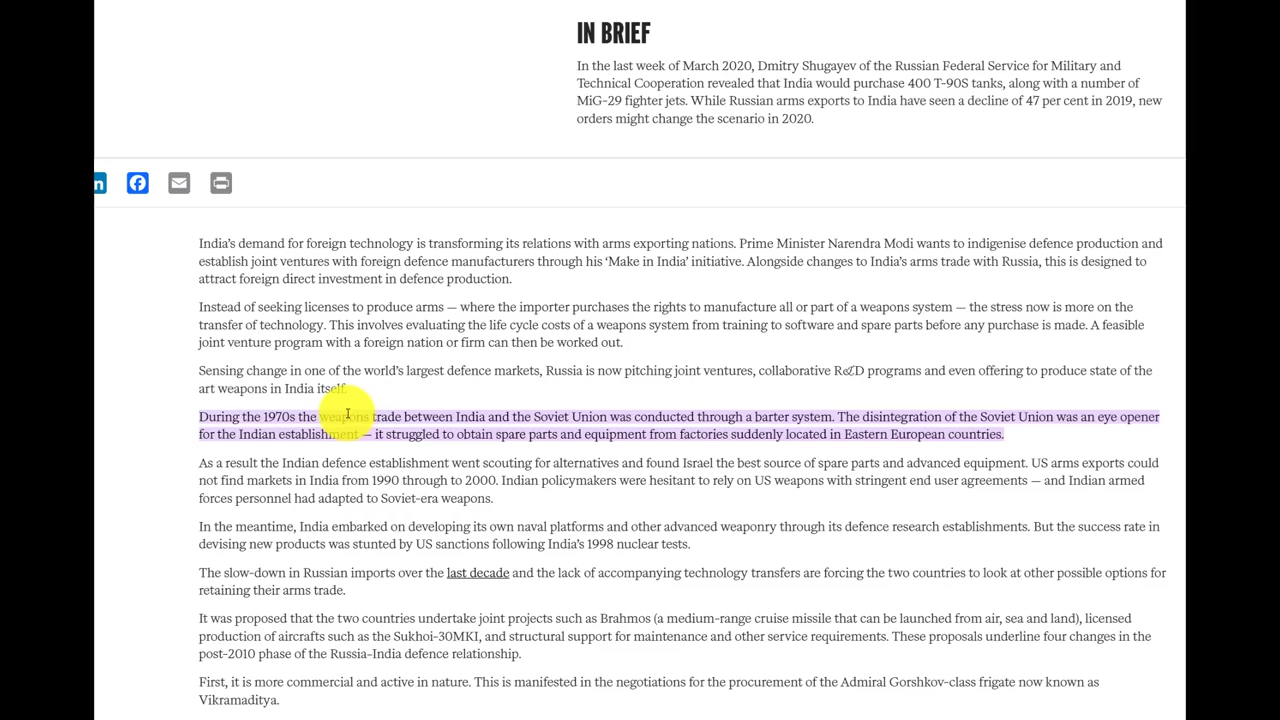 IN BRIEF
In the last week of March 2020, Dmitry Shugayev of the Russian Federal Service for Military and
Technical Cooperation revealed that India would purchase 400 T-90S tanks, along with a number of
MiG-29 fighter jets. While Russian arms exports to India have seen a decline of 47 per cent in 2019, new
orders might change the scenario in 2020.
n
India’s demand for foreign technology is transforming its relations with arms exporting nations. Prime Minister Narendra Modi wants to indigenise defence production and
establish joint ventures with foreign defence manufacturers through his ‘Make in India’ initiative. Alongside changes to India’s arms trade with Russia, this is designed to
attract foreign direct investment in defence production.
Instead of seeking licenses to produce arms — where the importer purchases the rights to manufacture all or part of a weapons system — the stress now is more on the
transfer of technology. This involves evaluating the life cycle costs of a weapons system from training to software and spare parts before any purchase is made. A feasible
joint venture program with a foreign nation or firm can then be worked out.
Sensing change in one of the world’s largest defence markets, Russia is now pitching joint ventures, collaborative R&D programs and even offering to produce state of the
art weapons in India itself.
During the 1970s the weapons trade between India and the Soviet Union was conducted through a barter system. The disintegration of the Soviet Union was an eye opener
for the Indian establishment — it struggled to obtain spare parts and equipment from factories suddenly located in Eastern European countries.
As a result the Indian defence establishment went scouting for alternatives and found Israel the best source of spare parts and advanced equipment. US arms exports could
not find markets in India from 1990 through to 2000. Indian policymakers were hesitant to rely on US weapons with stringent end user agreements — and Indian armed
forces personnel had adapted to Soviet-era weapons.
In the meantime, India embarked on developing its own naval platforms and other advanced weaponry through its defence research establishments. But the success rate in
devising new products was stunted by US sanctions following India’s 1998 nuclear tests.
The slow-down in Russian imports over the last decade and the lack of accompanying technology transfers are forcing the two countries to look at other possible options for
retaining their arms trade.
It was proposed that the two countries undertake joint projects such as Brahmos (a medium-range cruise missile that can be launched from air, sea and land), licensed
production of aircrafts such as the Sukhoi-30MKI, and structural support for maintenance and other service requirements. These proposals underline four changes in the
post-2010 phase of the Russia-India defence relationship.
First, it is more commercial and active in nature. This is manifested in the negotiations for the procurement of the Admiral Gorshkov-class frigate now known as
Vikramaditya.